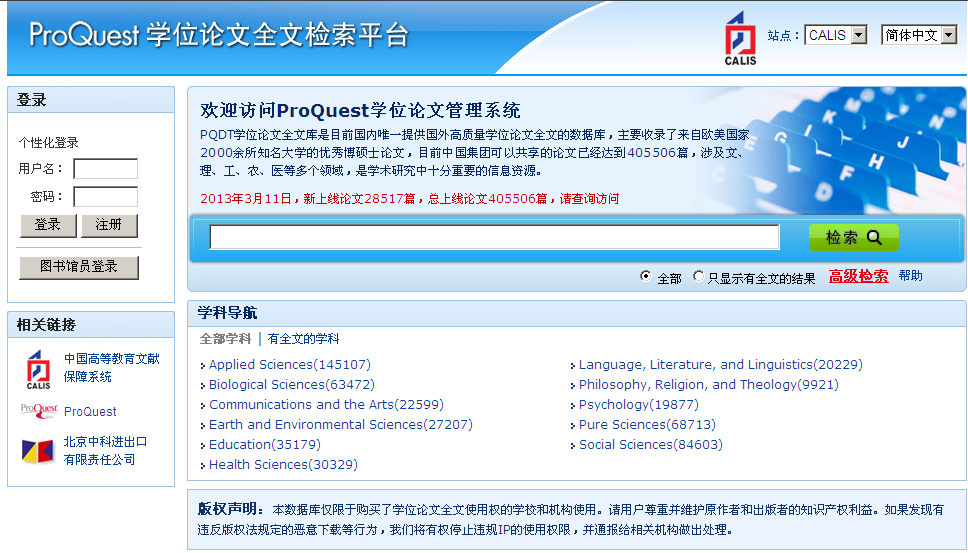 ProQuest 学位论文全文检索平台
CALIS
站点：CALIS 简体中文
登录
个性化登录
用户名：
密码：
登录 注册
图书馆员登录
相关链接
CALIS
中国高等教育文献
保障系统
ProQuest
ProQuest
北京中科进出口
有限责任公司
欢迎访问ProQuest学位论文管理系统
PQDT学位论文全文库是目前国内唯一提供国外高质量学位论文全文的数据库，主要收录了来自欧美国家
2000余所知名大学的优秀博硕士论文，目前中国集团可以共享的论文已经达到405506篇，涉及文、
理、工、农、医等多个领域，是学术研究中十分重要的信息资源。
2013年3月11日，新上线论文28517篇，总上线论文405506篇，请查询访问
K
M
N
J
H
F
D
L
检索
全部 只显示有全文的结果 高级检索 帮助
学科导航
全部学科 | 有全文的学科
Applied Sciences(145107)
Biological Sciences(63472)
Communications and the Arts(22599)
Earth and Environmental Sciences(27207)
Education(35179)
Health Sciences(30329)
Language, Literature, and Linguistics(20229)
Philosophy, Religion, and Theology(9921)
Psychology(19877)
Pure Sciences(68713)
Social Sciences(84603)
版权声明：本数据库仅限于购买了学位论文全文使用权的学校和机构使用。请用户尊重并维护原作者和出版者的知识产权利益。如果发现有
违反版权法规定的恶意下载等行为，我们将有权停止违规IP的使用权限，并通报给相关机构做出处理。